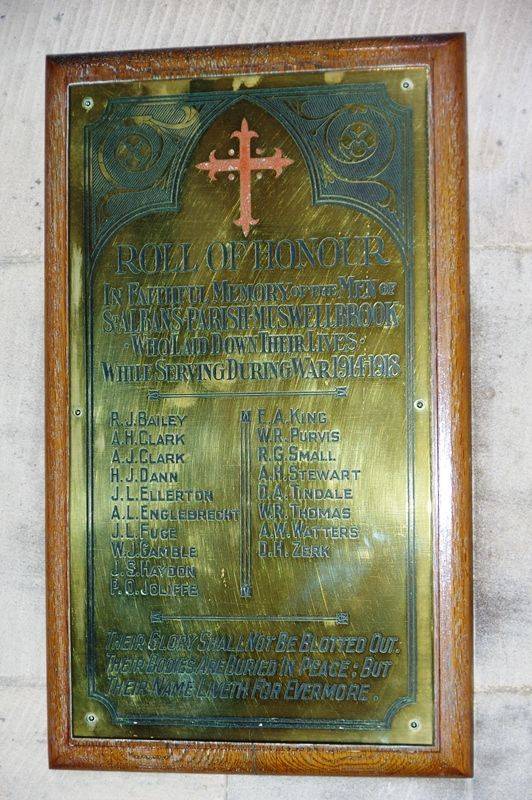 ROLL OF HONOUR
IN FAITHFUL MEMORY OF THE MEN OF
ST ALBANS·PARISH·MUSWELLBROOK
·WHO LAID DOWN THEIR LIVES·
WHILE SERVING DURING WAR 1914-1918
R.J. BAILEY
A.H. CLARK
A.J. CLARK
H.J. DANN
J.L. ELLERTON
A.L. ENGLEBRECHT
J.L. FUGE
W.J. GAMBLE
J.S. HAYDON
P.O. JOLIFFE
E.A. KING
W.R. PURVIS
R.G. SMALL
A.H. STEWART
D.A. TINDALE
W.R. THOMAS
A.W. WATTERS
D.H. ZERK
THEIR GLORY SHALL NOT BE BLOTTED OUT.
THEIR BODIES ARE BURIED IN PEACE; BUT
THEIR NAME LIVETH FOR EVERMORE.